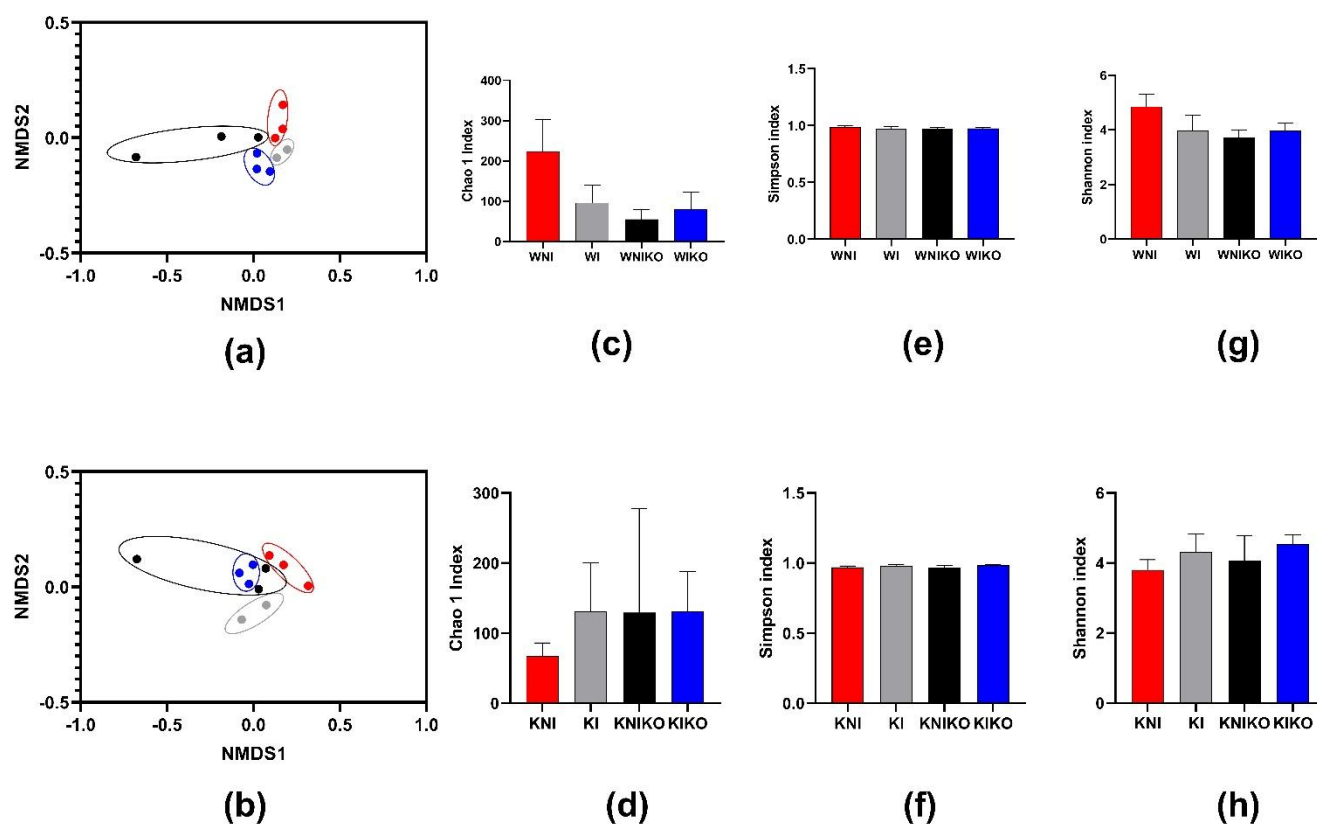 0.5
0.0
-0.5
NMDS2
-1.0 -0.5 0.0 0.5 1.0
NMDS1
(a)
400
300
200
100
0
Chao 1 Index
WNI WI WNIKO WIKO
(c)
1.5
1.0
0.5
0.0
Simpson index
WNI WI WNIKO WIKO
(e)
6
4
2
0
Shannon index
WNI WI WNIKO WIKO
(g)
0.5
0.0
-0.5
NMDS2
-1.0 -0.5 0.0 0.5 1.0
NMDS1
(b)
300
200
100
0
Chao 1 Index
KNI KI KNIKO KIKO
(d)
1.5
1.0
0.5
0.0
Simpson index
KNI KI KNIKO KIKO
(f)
6
4
2
0
Shannon index
KNI KI KNIKO KIKO
(h)